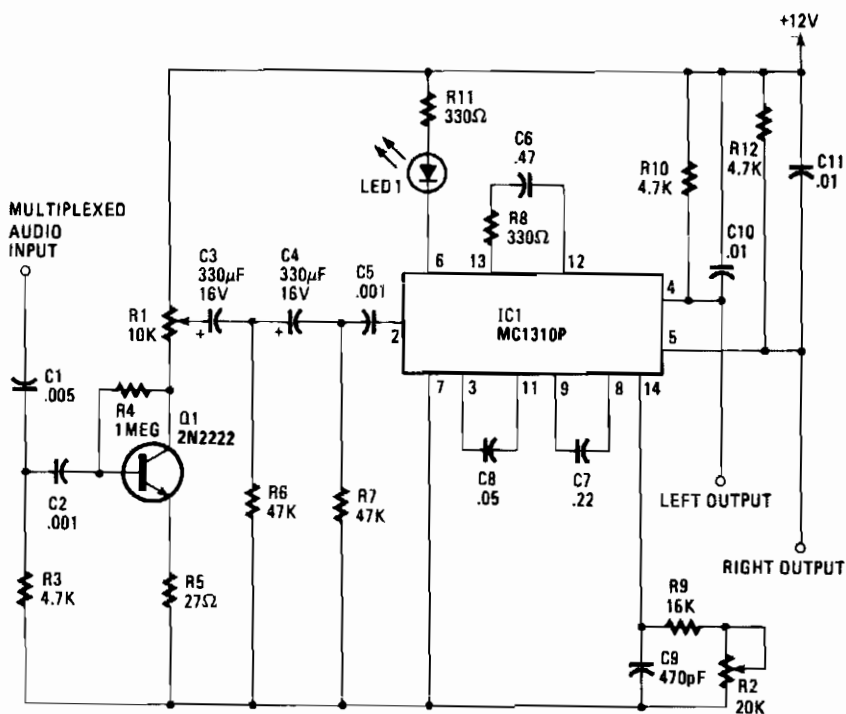 +12V
R11
330Ω
C6
.47
LED1
R8
330Ω
R10
4.7K
R12
4.7K
C11
.01
C10
.01
MULTIPLEXED
AUDIO
INPUT
C3
330µF
16V
+
C4
330µF
16V
+
C5
.001
R1
10K
6
13
12
2
IC1
MC1310P
4
5
7
3
11
9
8
14
C1
.005
R4
1MEG
Q1
2N2222
C2
.001
C8
.05
C7
.22
LEFT OUTPUT
RIGHT OUTPUT
R6
47K
R7
47K
R3
4.7K
R5
27Ω
R9
16K
C9
470pF
R2
20K